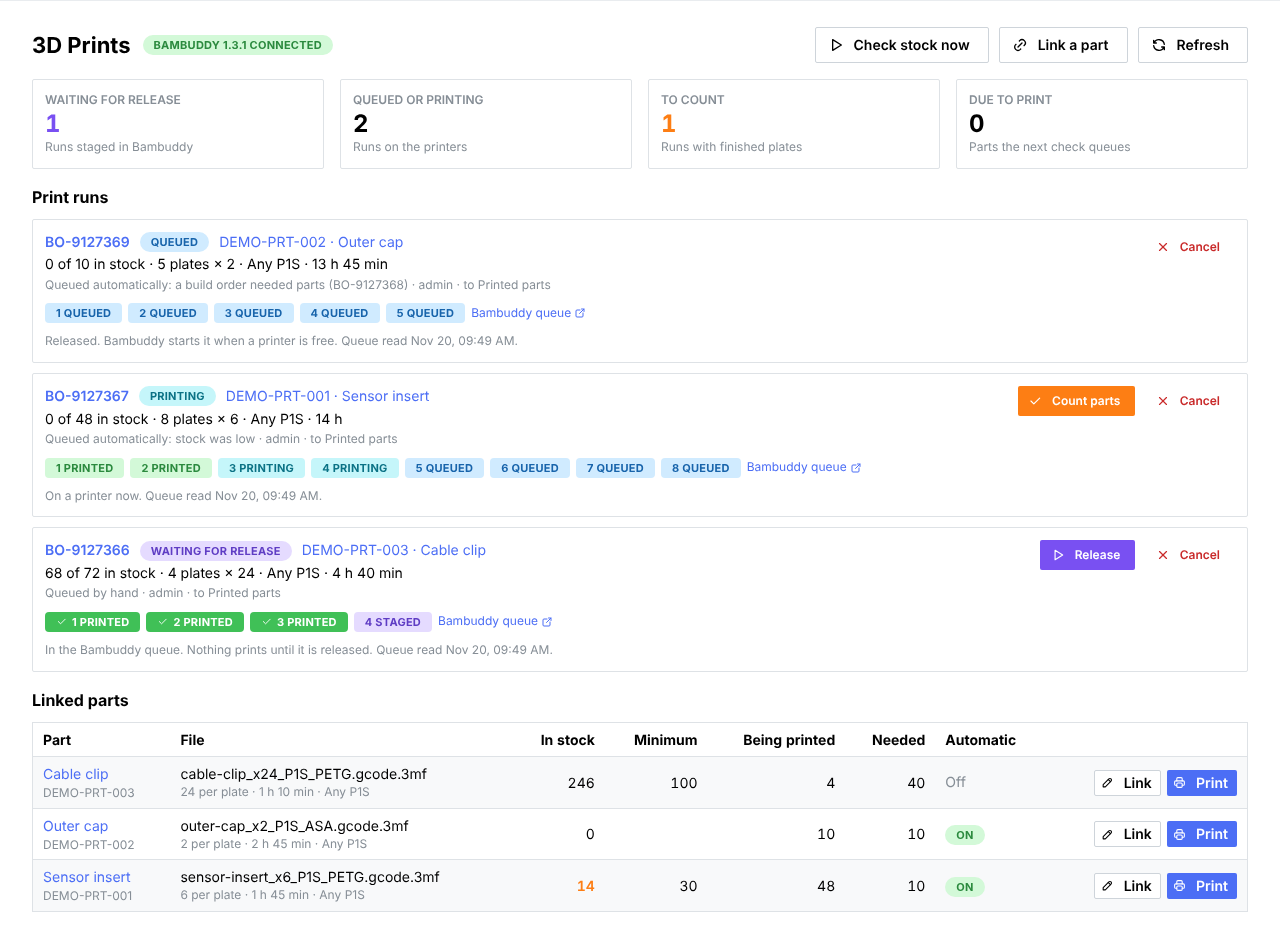 3D Prints
BAMBUDDY 1.3.1 CONNECTED
Check stock now
Link a part
Refresh
WAITING FOR RELEASE
1
Runs staged in Bambuddy
QUEUED OR PRINTING
2
Runs on the printers
TO COUNT
1
Runs with finished plates
DUE TO PRINT
0
Parts the next check queues
Print runs
BO-9127369 QUEUED DEMO-PRT-002 · Outer cap
Cancel
0 of 10 in stock · 5 plates × 2 · Any P1S · 13 h 45 min
Queued automatically: a build order needed parts (BO-9127368) · admin · to Printed parts
1 QUEUED 2 QUEUED 3 QUEUED 4 QUEUED 5 QUEUED Bambuddy queue
Released. Bambuddy starts it when a printer is free. Queue read Nov 20, 09:49 AM.
BO-9127367 PRINTING DEMO-PRT-001 · Sensor insert
Count parts Cancel
0 of 48 in stock · 8 plates × 6 · Any P1S · 14 h
Queued automatically: stock was low · admin · to Printed parts
1 PRINTED 2 PRINTED 3 PRINTING 4 PRINTING 5 QUEUED 6 QUEUED 7 QUEUED 8 QUEUED Bambuddy queue
On a printer now. Queue read Nov 20, 09:49 AM.
BO-9127366 WAITING FOR RELEASE DEMO-PRT-003 · Cable clip
Release Cancel
68 of 72 in stock · 4 plates × 24 · Any P1S · 4 h 40 min
Queued by hand · admin · to Printed parts
1 PRINTED 2 PRINTED 3 PRINTED 4 STAGED Bambuddy queue
In the Bambuddy queue. Nothing prints until it is released. Queue read Nov 20, 09:49 AM.
Linked parts
Part File In stock Minimum Being printed Needed Automatic
Cable clip cable-clip_x24_P1S_PETG.gcode.3mf 246 100 4 40 Off Link Print
DEMO-PRT-003 24 per plate · 1 h 10 min · Any P1S
Outer cap outer-cap_x2_P1S_ASA.gcode.3mf 0 10 10 ON Link Print
DEMO-PRT-002 2 per plate · 2 h 45 min · Any P1S
Sensor insert sensor-insert_x6_P1S_PETG.gcode.3mf 14 30 48 10 ON Link Print
DEMO-PRT-001 6 per plate · 1 h 45 min · Any P1S